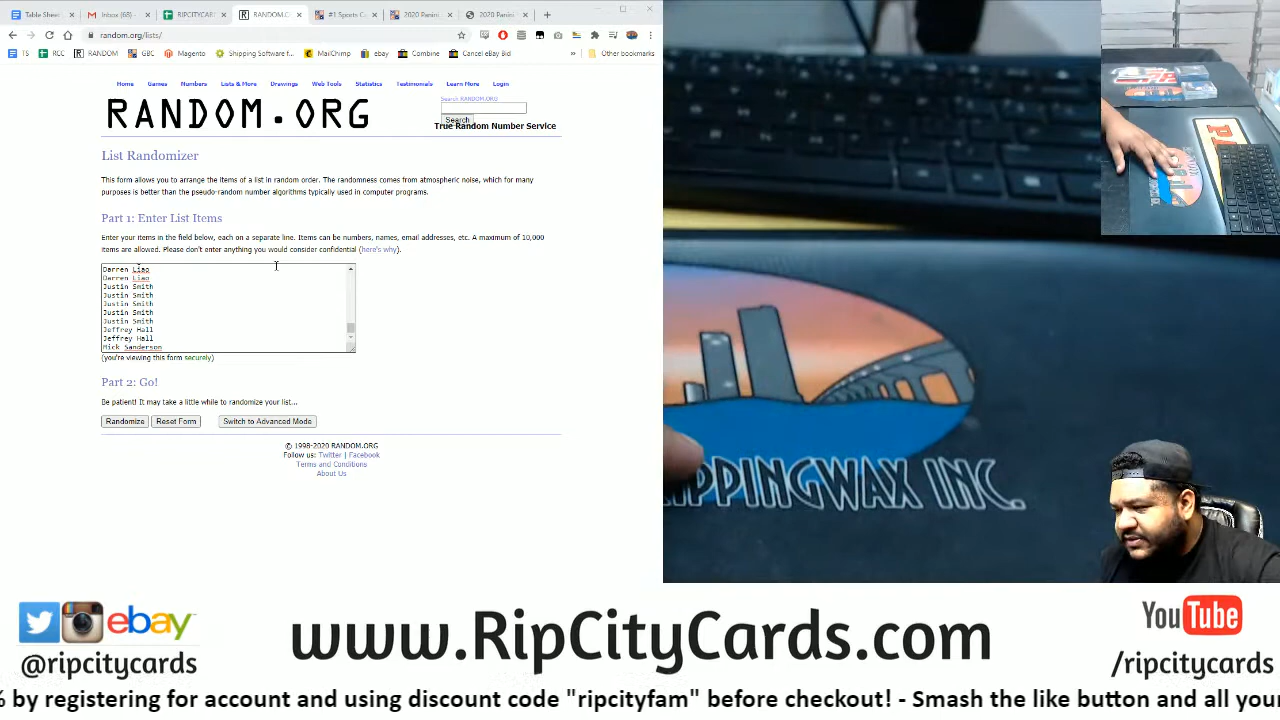 Table Sheet
Inbox (68) -
RIPCITYCAR
RANDOM.O
#1 Sports C
2020 Panini
2020 Panini
random.org/lists/
TS
RCC
RANDOM
GBC
Magento
Shipping Software f...
MailChimp
ebay
Combine
Cancel eBay Bid
Other bookmarks
Home
Games
Numbers
Lists & More
Drawings
Web Tools
Statistics
Testimonials
Learn More
Login
RANDOM.ORG
Search RANDOM.ORG
Search
True Random Number Service
List Randomizer
This form allows you to arrange the items of a list in random order. The randomness comes from atmospheric noise, which for many
purposes is better than the pseudo-random number algorithms typically used in computer programs.
Part 1: Enter List Items
Enter your items in the field below, each on a separate line. Items can be numbers, names, email addresses, etc. A maximum of 10,000
items are allowed. Please don't enter anything you would consider confidential (here's why).
Darren Liao
Darren Liao
Justin Smith
Justin Smith
Justin Smith
Justin Smith
Justin Smith
Jeffrey Hall
Jeffrey Hall
Mick Sanderson
(you're viewing this form securely)
Part 2: Go!
Be patient! It may take a little while to randomize your list...
Randomize
Reset Form
Switch to Advanced Mode
© 1998-2020 RANDOM.ORG
Follow us: Twitter | Facebook
Terms and Conditions
About Us
RIPPINGWAX INC.
ebay
@ripcitycards
www.RipCityCards.com
YouTube
/ripcitycards
% by registering for account and using discount code "ripcityfam" before checkout! - Smash the like button and all your